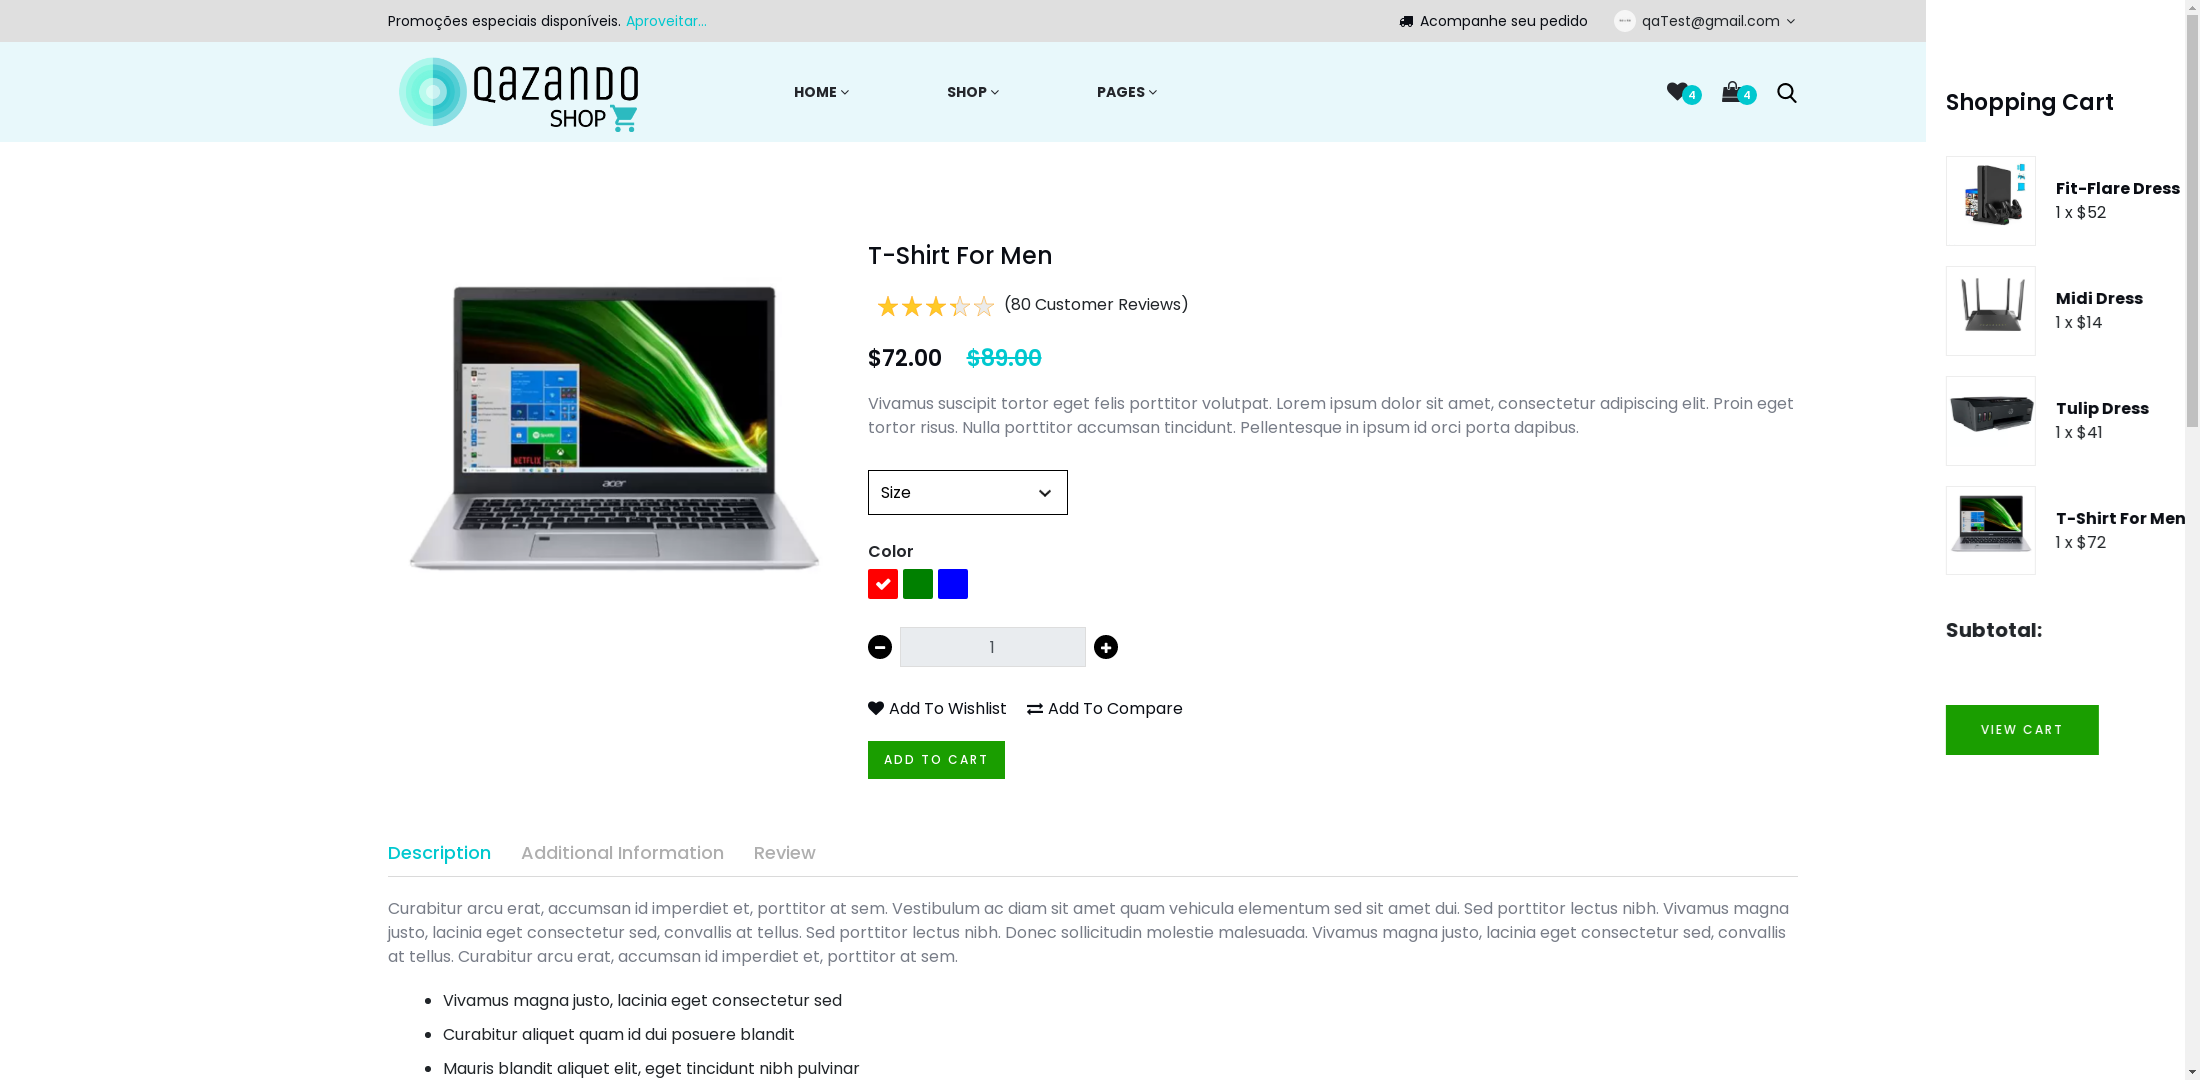 Promoções especiais disponíveis. Aproveitar...
Acompanhe seu pedido
qaTest@gmail.com
QAZANDO
SHOP
HOME
SHOP
PAGES
4
4
Shopping Cart
Fit-Flare Dress
1 x $52
Midi Dress
1 x $14
Tulip Dress
1 x $41
T-Shirt For Men
1 x $72
Subtotal:
VIEW CART
T-Shirt For Men
(80 Customer Reviews)
$72.00 $89.00
Vivamus suscipit tortor eget felis porttitor volutpat. Lorem ipsum dolor sit amet, consectetur adipiscing elit. Proin eget
tortor risus. Nulla porttitor accumsan tincidunt. Pellentesque in ipsum id orci porta dapibus.
NETFLIX
Spotify
acer
Size
Color
1
Add To Wishlist
Add To Compare
ADD TO CART
Description
Additional Information
Review
Curabitur arcu erat, accumsan id imperdiet et, porttitor at sem. Vestibulum ac diam sit amet quam vehicula elementum sed sit amet dui. Sed porttitor lectus nibh. Vivamus magna
justo, lacinia eget consectetur sed, convallis at tellus. Sed porttitor lectus nibh. Donec sollicitudin molestie malesuada. Vivamus magna justo, lacinia eget consectetur sed, convallis
at tellus. Curabitur arcu erat, accumsan id imperdiet et, porttitor at sem.
Vivamus magna justo, lacinia eget consectetur sed
Curabitur aliquet quam id dui posuere blandit
Mauris blandit aliquet elit, eget tincidunt nibh pulvinar